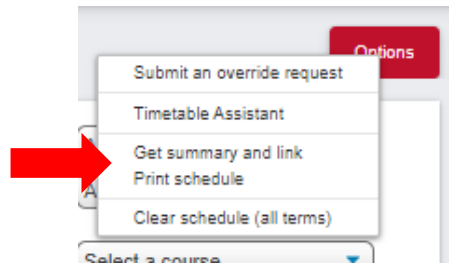 Options
Submit an override request
Timetable Assistant
Get summary and link
Print schedule
Clear schedule (all terms)
Select a course